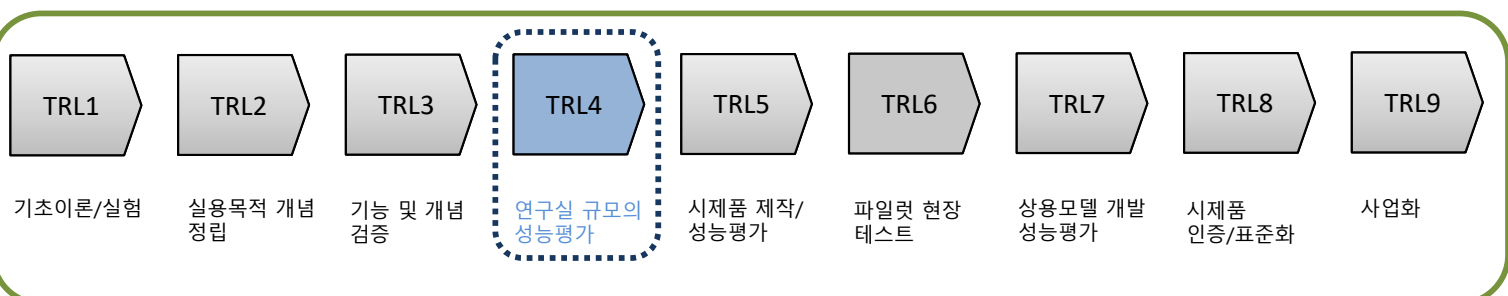 TRL1
TRL2
TRL3
TRL4
TRL5
TRL6
TRL7
TRL8
TRL9
기초이론/실험
실용목적 개념
정립
기능 및 개념
검증
연구실 규모의
성능평가
시제품 제작/
성능평가
파일럿 현장
테스트
상용모델 개발
성능평가
시제품
인증/표준화
사업화